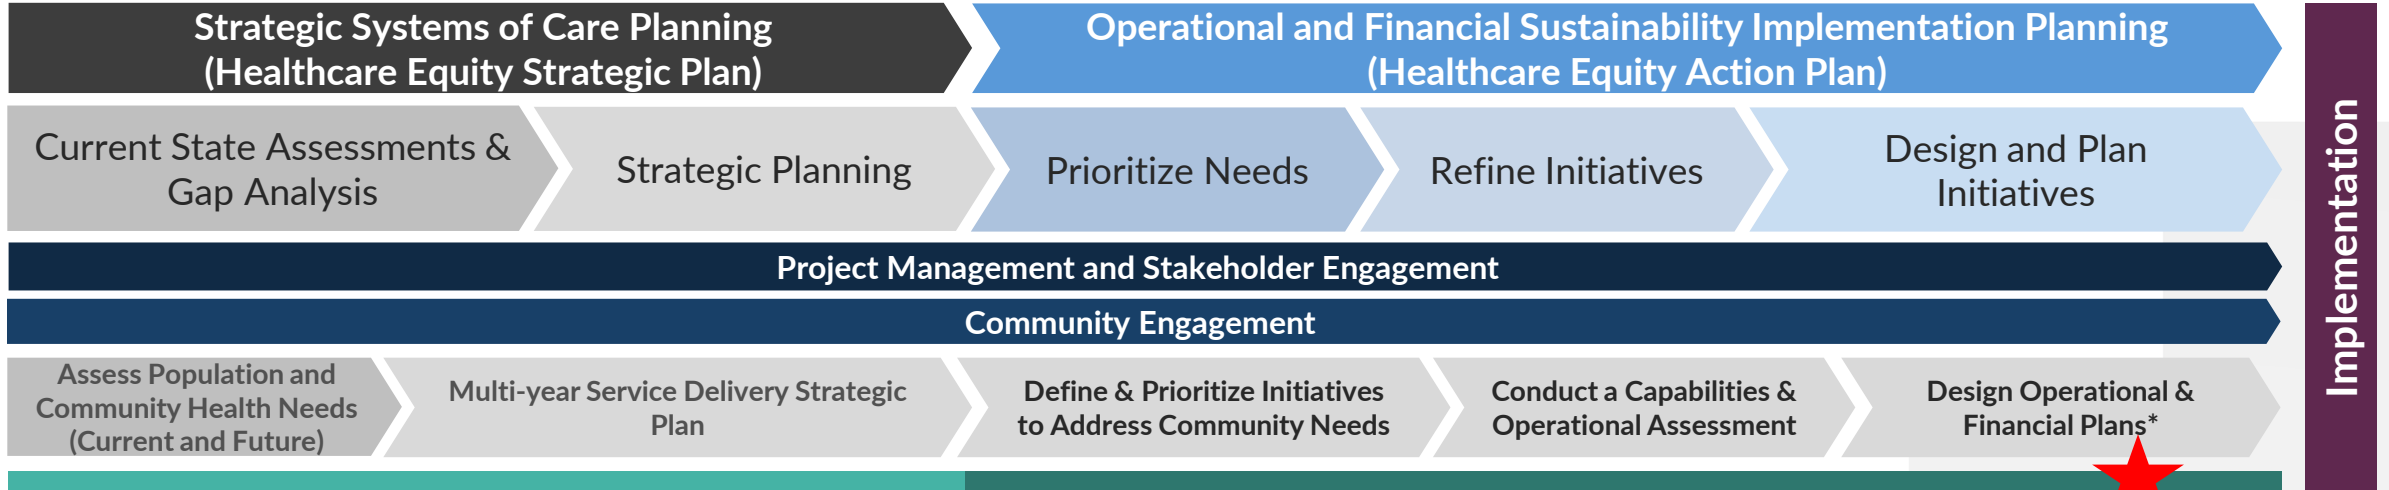 Strategic Systems of Care Planning
(Healthcare Equity Strategic Plan)
Operational and Financial Sustainability Implementation Planning
(Healthcare Equity Action Plan)
Current State Assessments &
Gap Analysis
Strategic Planning
Prioritize Needs
Refine Initiatives
Design and Plan
Initiatives
Project Management and Stakeholder Engagement
Community Engagement
Assess Population and
Community Health Needs
(Current and Future)
Multi-year Service Delivery Strategic
Plan
Define & Prioritize Initiatives
to Address Community Needs
Conduct a Capabilities &
Operational Assessment
Design Operational &
Financial Plans*
Implementation